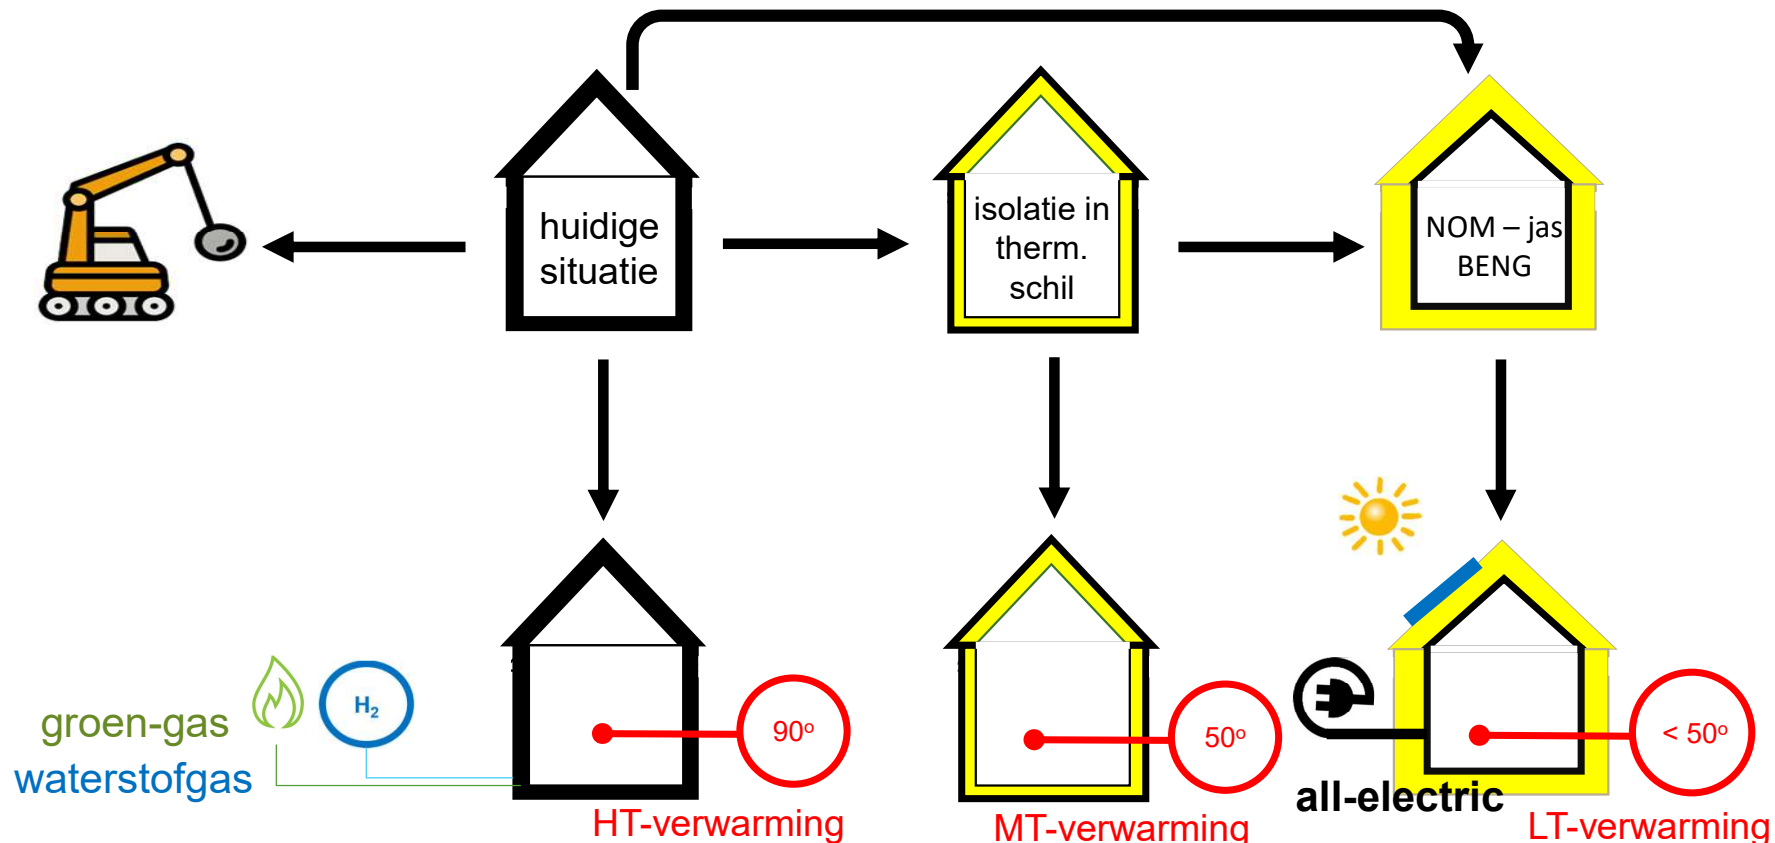 huidige
situatie
isolatie in
therm.
schil
NOM – jas
BENG
groen-gas
waterstofgas
H₂
90º
HT-verwarming
50º
MT-verwarming
all-electric
< 50º
LT-verwarming